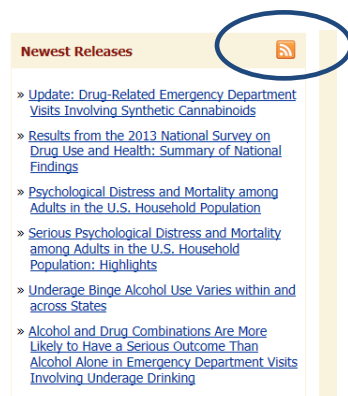 Newest Releases
» Update: Drug-Related Emergency Department
Visits Involving Synthetic Cannabinoids
» Results from the 2013 National Survey on
Drug Use and Health: Summary of National
Findings
» Psychological Distress and Mortality among
Adults in the U.S. Household Population
» Serious Psychological Distress and Mortality
among Adults in the U.S. Household
Population: Highlights
» Underage Binge Alcohol Use Varies within and
across States
» Alcohol and Drug Combinations Are More
Likely to Have a Serious Outcome Than
Alcohol Alone in Emergency Department Visits
Involving Underage Drinking